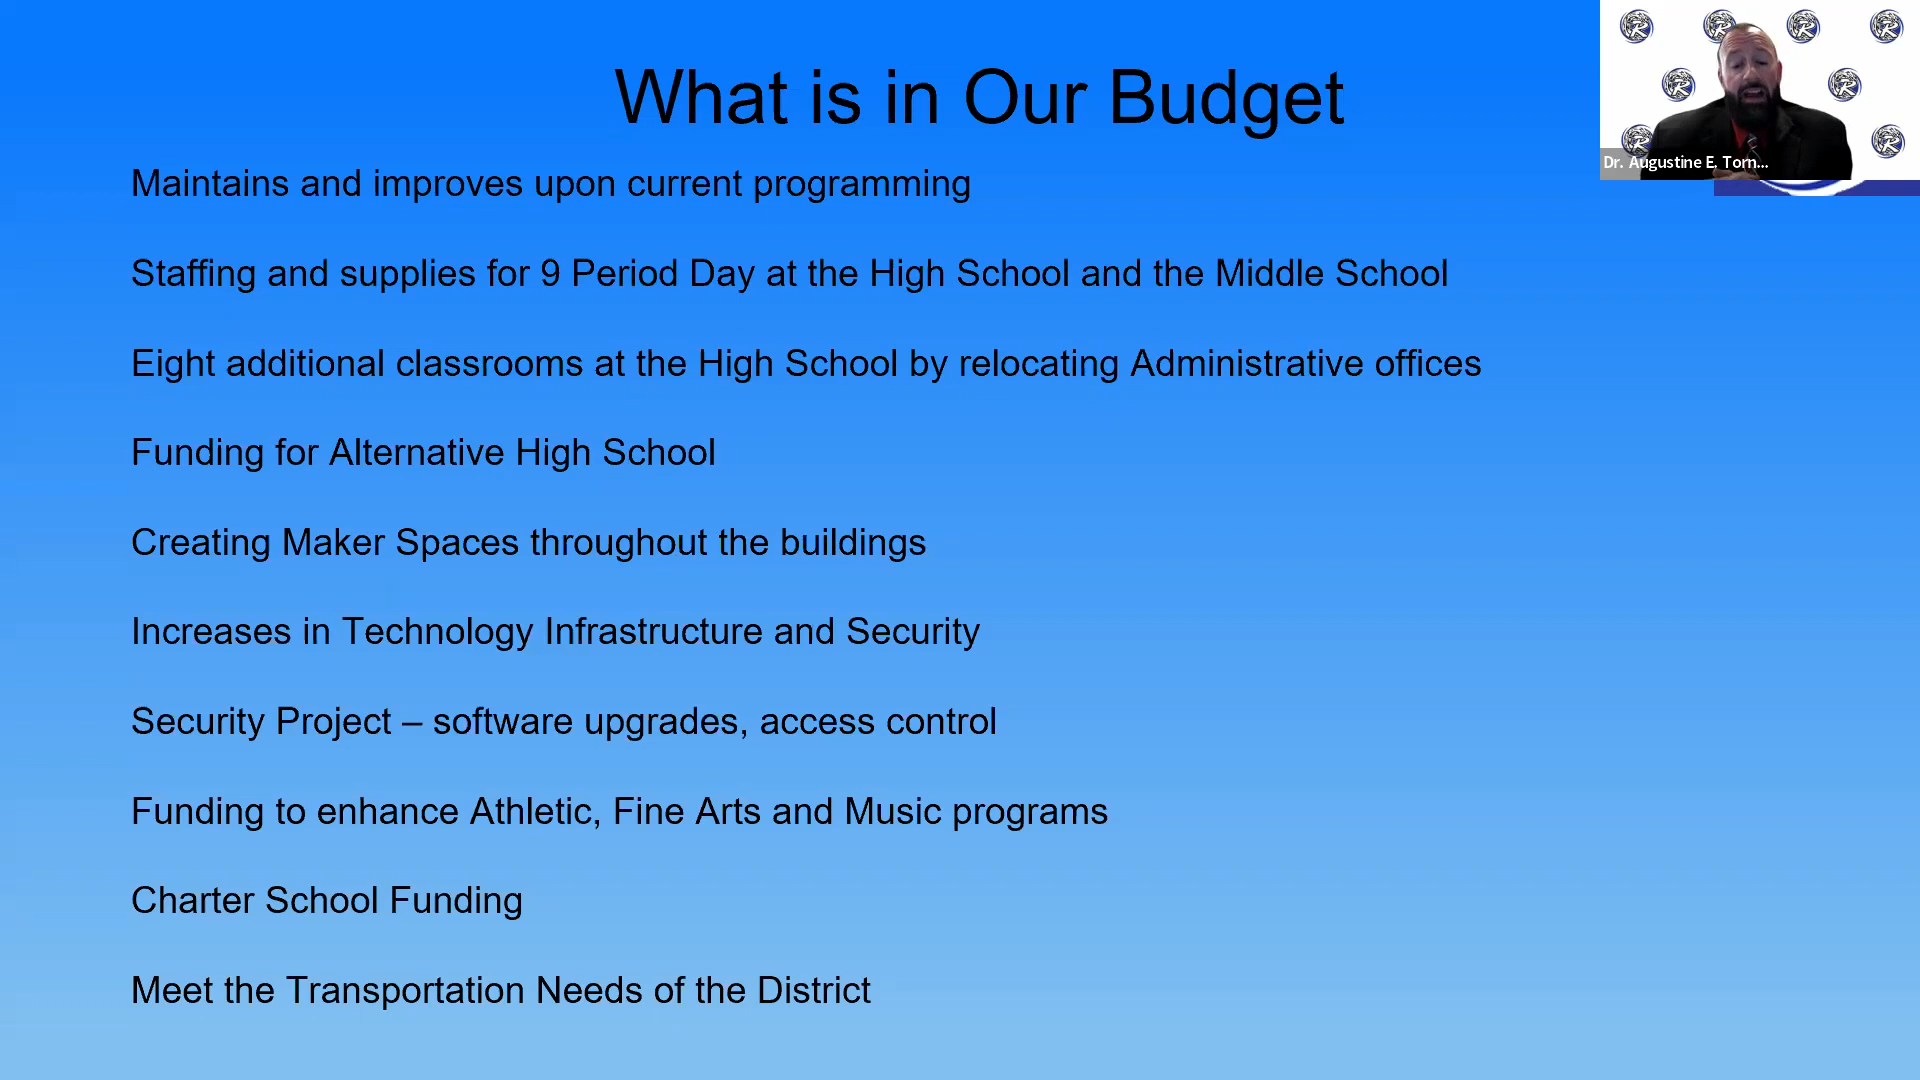 What is in Our Budget
Maintains and improves upon current programming
Staffing and supplies for 9 Period Day at the High School and the Middle School
Eight additional classrooms at the High School by relocating Administrative offices
Funding for Alternative High School
Creating Maker Spaces throughout the buildings
Increases in Technology Infrastructure and Security
Security Project – software upgrades, access control
Funding to enhance Athletic, Fine Arts and Music programs
Charter School Funding
Meet the Transportation Needs of the District
Dr. Augustine E. Torn...